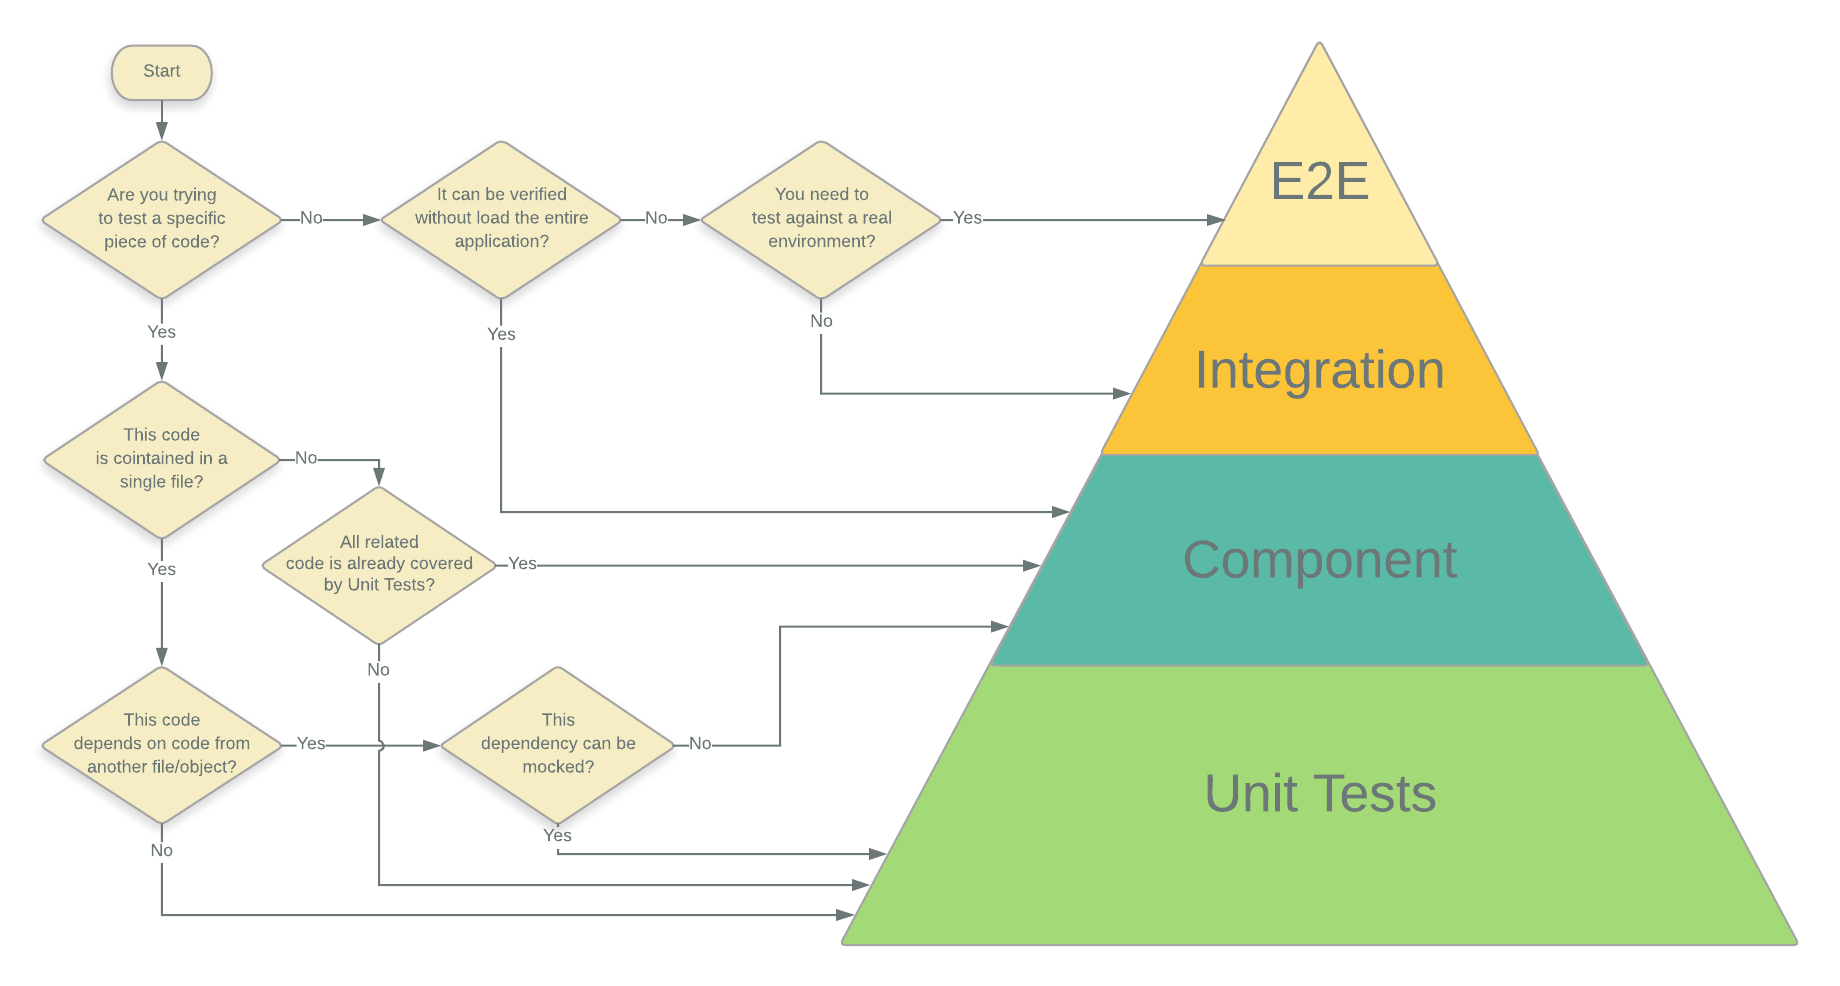 Start
Are you trying
to test a specific
piece of code?
No
It can be verified
without load the entire
application?
No
You need to
test against a real
environment?
Yes
E2E
Yes
Yes
No
Integration
This code
is cointained in a
single file?
No
All related
code is already covered
by Unit Tests?
Yes
Component
Yes
No
This code
depends on code from
another file/object?
Yes
This
dependency can be
mocked?
No
Unit Tests
Yes
No